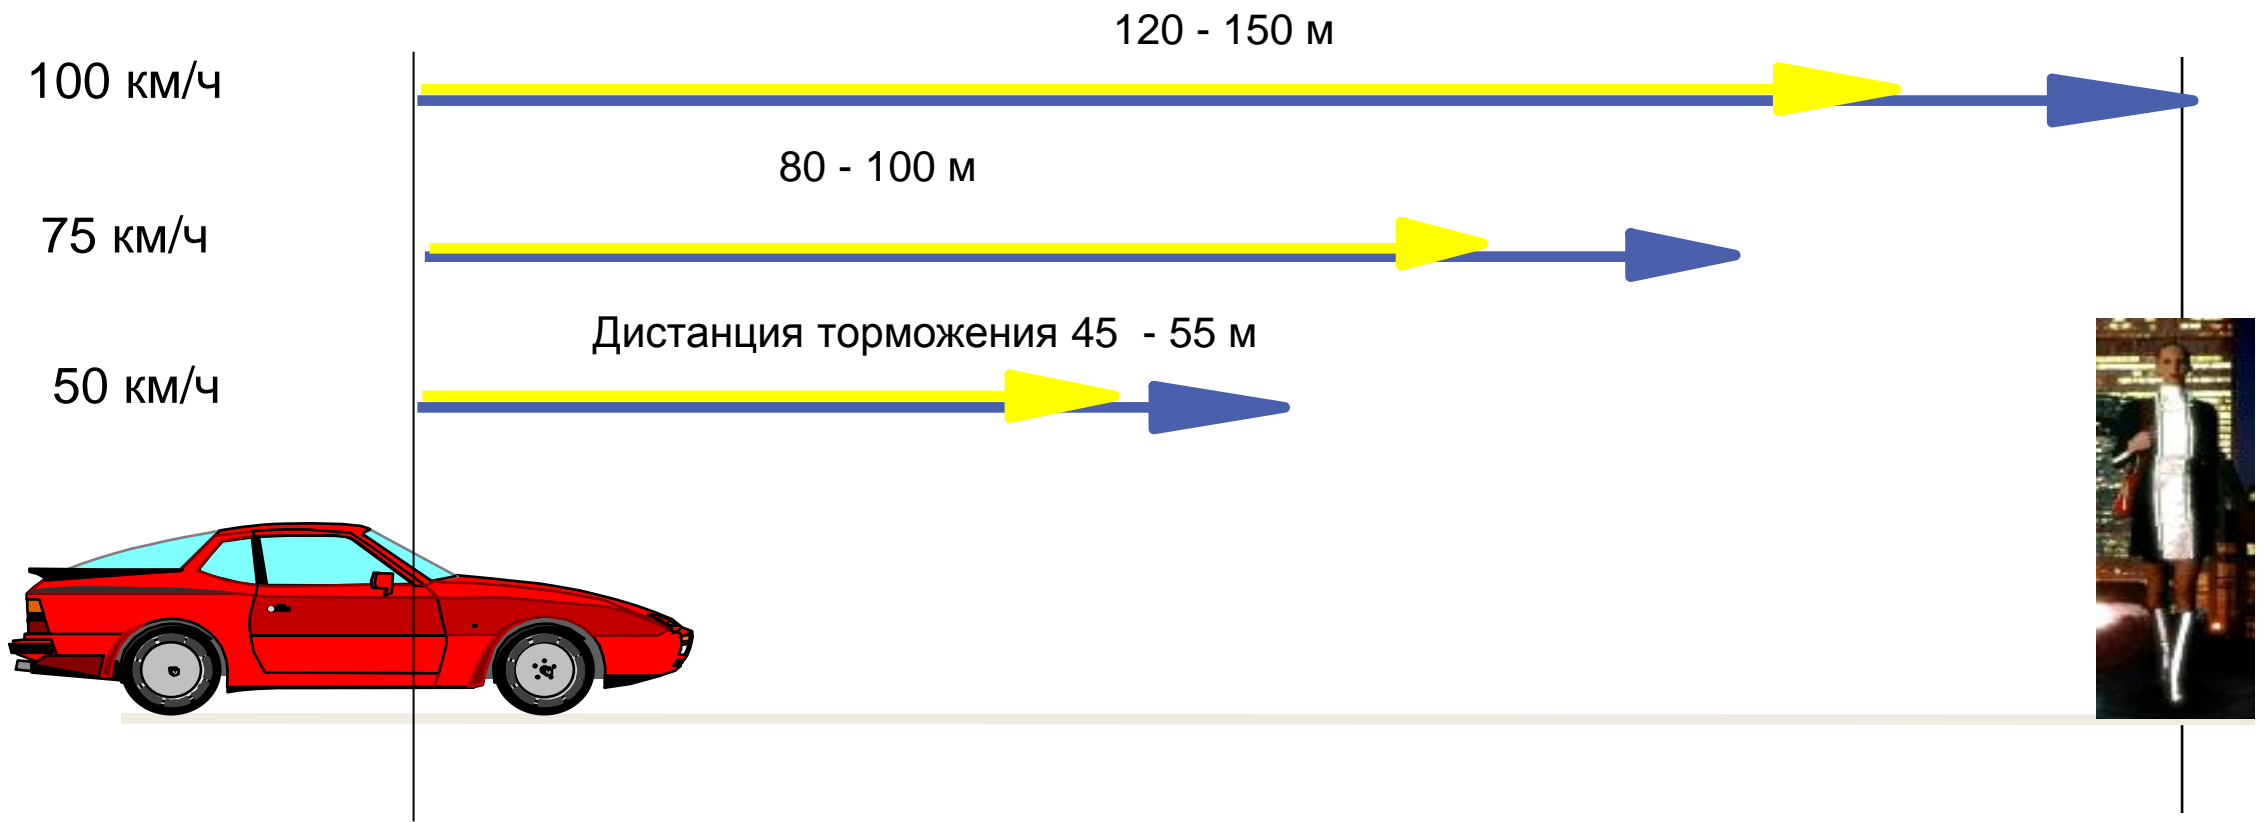 120 - 150 м
100 км/ч
80 - 100 м
75 км/ч
Дистанция торможения 45  - 55 м
50 км/ч